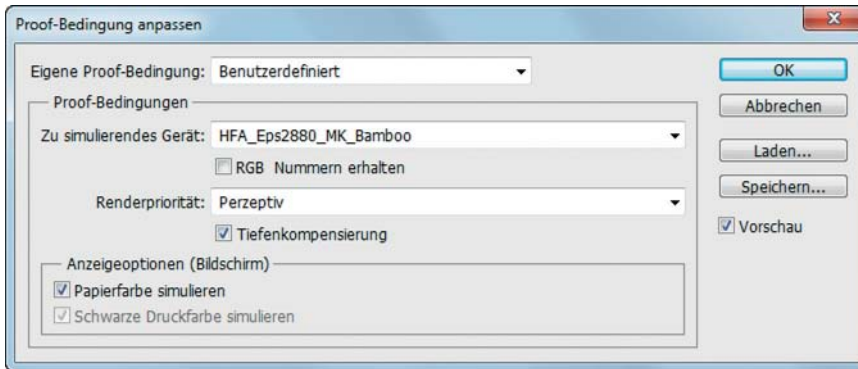 Proof-Bedingung anpassen
Eigene Proof-Bedingung: Benutzerdefiniert
OK
Proof-Bedingungen
Abbrechen
Zu simulierendes Gerät: HFA_Eps2880_MK_Bamboo
RGB Nummern erhalten
Laden...
Renderpriorität: Perzeptiv
Speichern...
Tiefenkompensierung
Vorschau
Anzeigeoptionen (Bildschirm)
Papierfarbe simulieren
Schwarze Druckfarbe simulieren